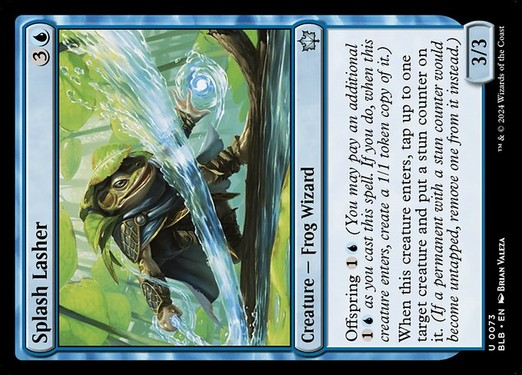 Splash Lasher 3
Creature — Frog Wizard
Offspring 1 (You may pay an additional
1 as you cast this spell. If you do, when this
creature enters, create a 1/1 token copy of it.)
When this creature enters, tap up to one
target creature and put a stun counter on
it. (If a permanent with a stun counter would
become untapped, remove one from it instead.)
3/3
U 0073
BLB • EN BRIAN VALEZA
™ & © 2024 Wizards of the Coast